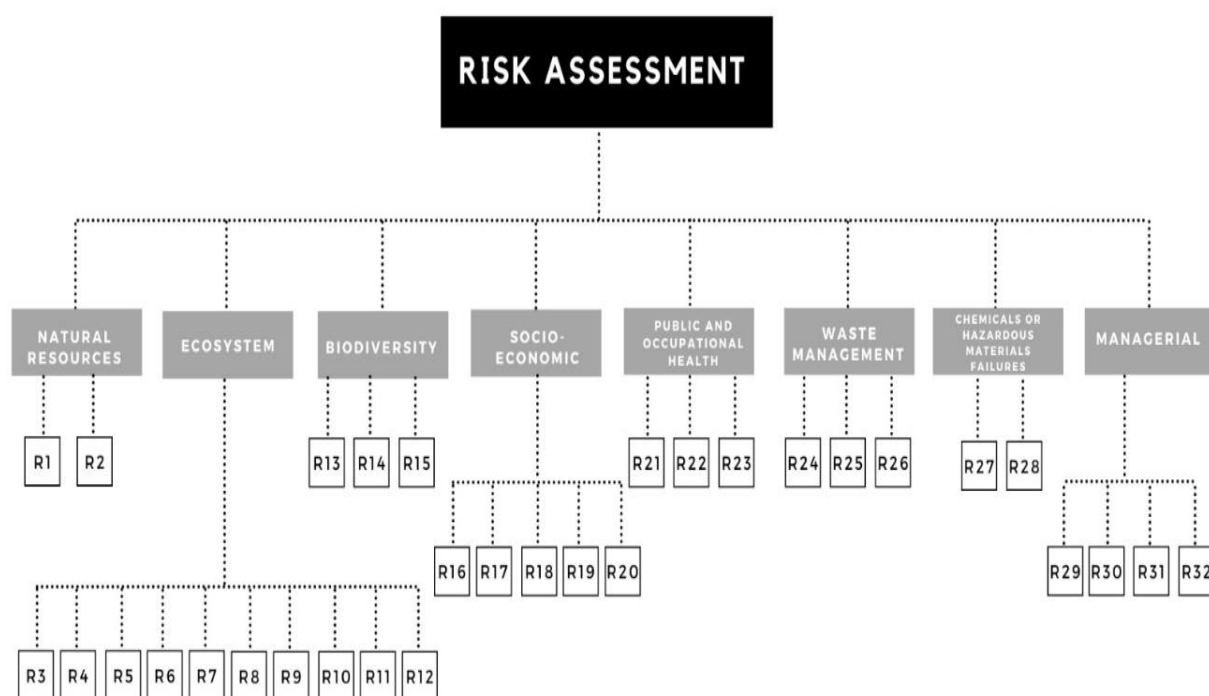 RISK ASSESSMENT
NATURAL
RESOURCES
ECOSYSTEM
BIODIVERSITY
SOCIO-
ECONOMIC
PUBLIC AND
OCCUPATIONAL
HEALTH
WASTE
MANAGEMENT
CHEMICALS OR
HAZARDOUS
MATERIALS
FAILURES
MANAGERIAL
R1 R2
R13 R14 R15
R21 R22 R23
R24 R25 R26
R27 R28
R16 R17 R18 R19 R20
R29 R30 R31 R32
R3 R4 R5 R6 R7 R8 R9 R10 R11 R12